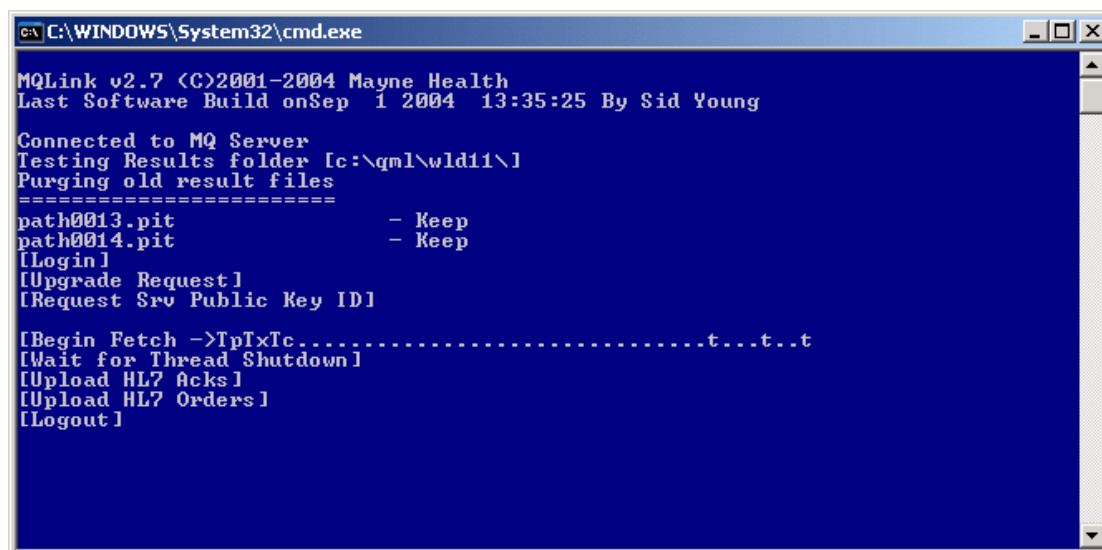 C:\WINDOWS\System32\cmd.exe
MQLink v2.7 (C)2001-2004 Mayne Health
Last Software Build onSep  1 2004  13:35:25 By Sid Young
Connected to MQ Server
Testing Results folder [c:\qml\wld11\]
Purging old result files
========================
path0013.pit                - Keep
path0014.pit                - Keep
[Login]
[Upgrade Request]
[Request Srv Public Key ID]
[Begin Fetch ->TpTxTc...............................t...t..t
[Wait for Thread Shutdown]
[Upload HL7 Acks]
[Upload HL7 Orders]
[Logout]